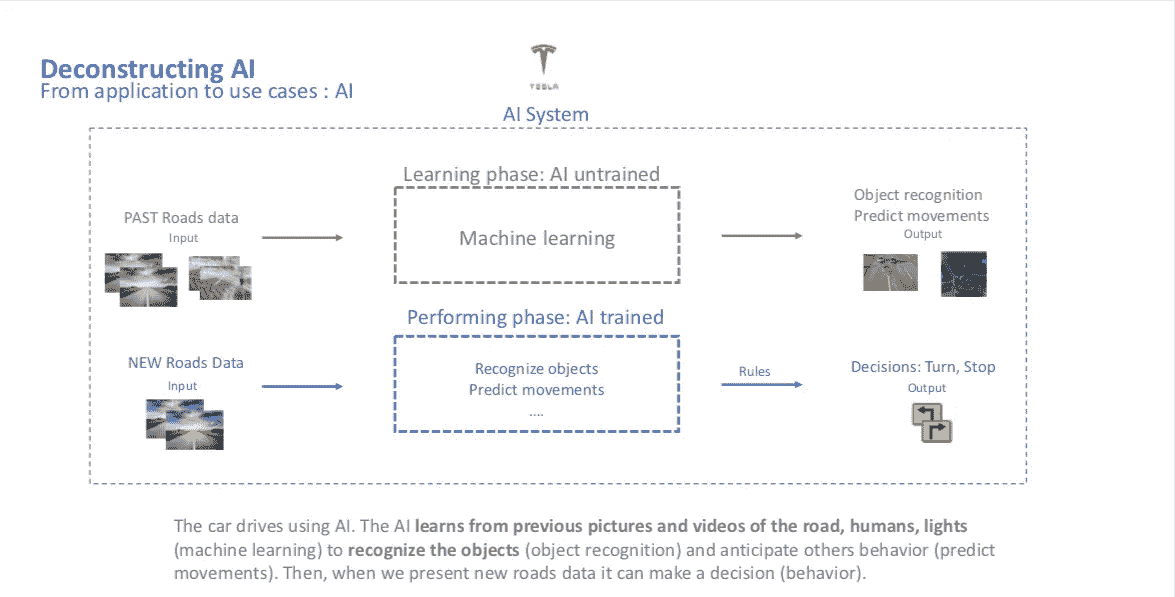 Deconstructing AI
From application to use cases : AI
TESLA
AI System
Learning phase: AI untrained
PAST Roads data
Input
Machine learning
Object recognition
Predict movements
Output
Performing phase: AI trained
NEW Roads Data
Input
Recognize objects
Predict movements
....
Rules
Decisions: Turn, Stop
Output
The car drives using AI. The AI learns from previous pictures and videos of the road, humans, lights
(machine learning) to recognize the objects (object recognition) and anticipate others behavior (predict
movements). Then, when we present new roads data it can make a decision (behavior).